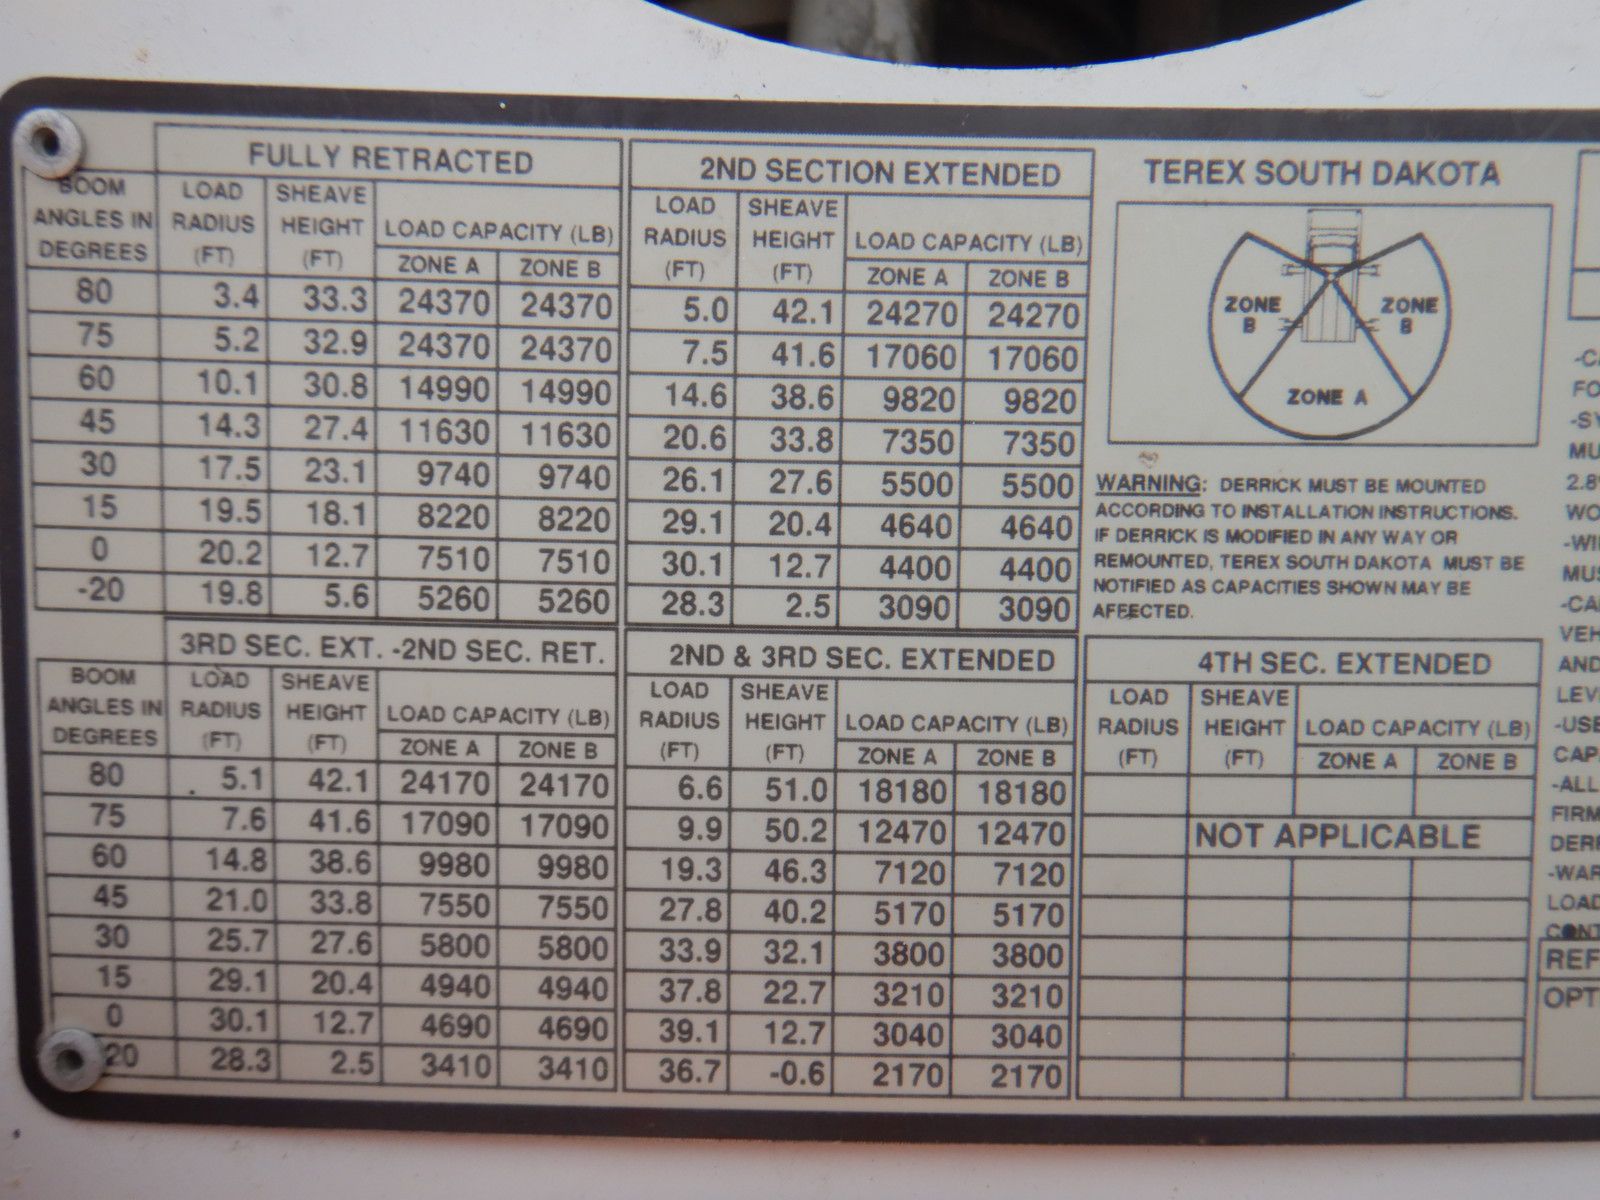 FULLY RETRACTED
BOOM ANGLES IN DEGREES LOAD RADIUS (FT) SHEAVE HEIGHT (FT) LOAD CAPACITY (LB) ZONE A ZONE B
80 3.4 33.3 24370 24370
75 5.2 32.9 24370 24370
60 10.1 30.8 14990 14990
45 14.3 27.4 11630 11630
30 17.5 23.1 9740 9740
15 19.5 18.1 8220 8220
0 20.2 12.7 7510 7510
-20 19.8 5.6 5260 5260
2ND SECTION EXTENDED
LOAD RADIUS (FT) SHEAVE HEIGHT (FT) LOAD CAPACITY (LB) ZONE A ZONE B
5.0 42.1 24270 24270
7.5 41.6 17060 17060
14.6 38.6 9820 9820
20.6 33.8 7350 7350
26.1 27.6 5500 5500
29.1 20.4 4640 4640
30.1 12.7 4400 4400
28.3 2.5 3090 3090
TEREX SOUTH DAKOTA
ZONE B
ZONE B
ZONE A
WARNING: DERRICK MUST BE MOUNTED
ACCORDING TO INSTALLATION INSTRUCTIONS.
IF DERRICK IS MODIFIED IN ANY WAY OR
REMOUNTED, TEREX SOUTH DAKOTA MUST BE
NOTIFIED AS CAPACITIES SHOWN MAY BE
AFFECTED.
3RD SEC. EXT. -2ND SEC. RET.
BOOM ANGLES IN DEGREES LOAD RADIUS (FT) SHEAVE HEIGHT (FT) LOAD CAPACITY (LB) ZONE A ZONE B
80 5.1 42.1 24170 24170
75 7.6 41.6 17090 17090
60 14.8 38.6 9980 9980
45 21.0 33.8 7550 7550
30 25.7 27.6 5800 5800
15 29.1 20.4 4940 4940
0 30.1 12.7 4690 4690
20 28.3 2.5 3410 3410
2ND & 3RD SEC. EXTENDED
LOAD RADIUS (FT) SHEAVE HEIGHT (FT) LOAD CAPACITY (LB) ZONE A ZONE B
6.6 51.0 18180 18180
9.9 50.2 12470 12470
19.3 46.3 7120 7120
27.8 40.2 5170 5170
33.9 32.1 3800 3800
37.8 22.7 3210 3210
39.1 12.7 3040 3040
36.7 -0.6 2170 2170
4TH SEC. EXTENDED
LOAD RADIUS (FT) SHEAVE HEIGHT (FT) LOAD CAPACITY (LB) ZONE A ZONE B
NOT APPLICABLE
2.8
AND
-USE
-ALL